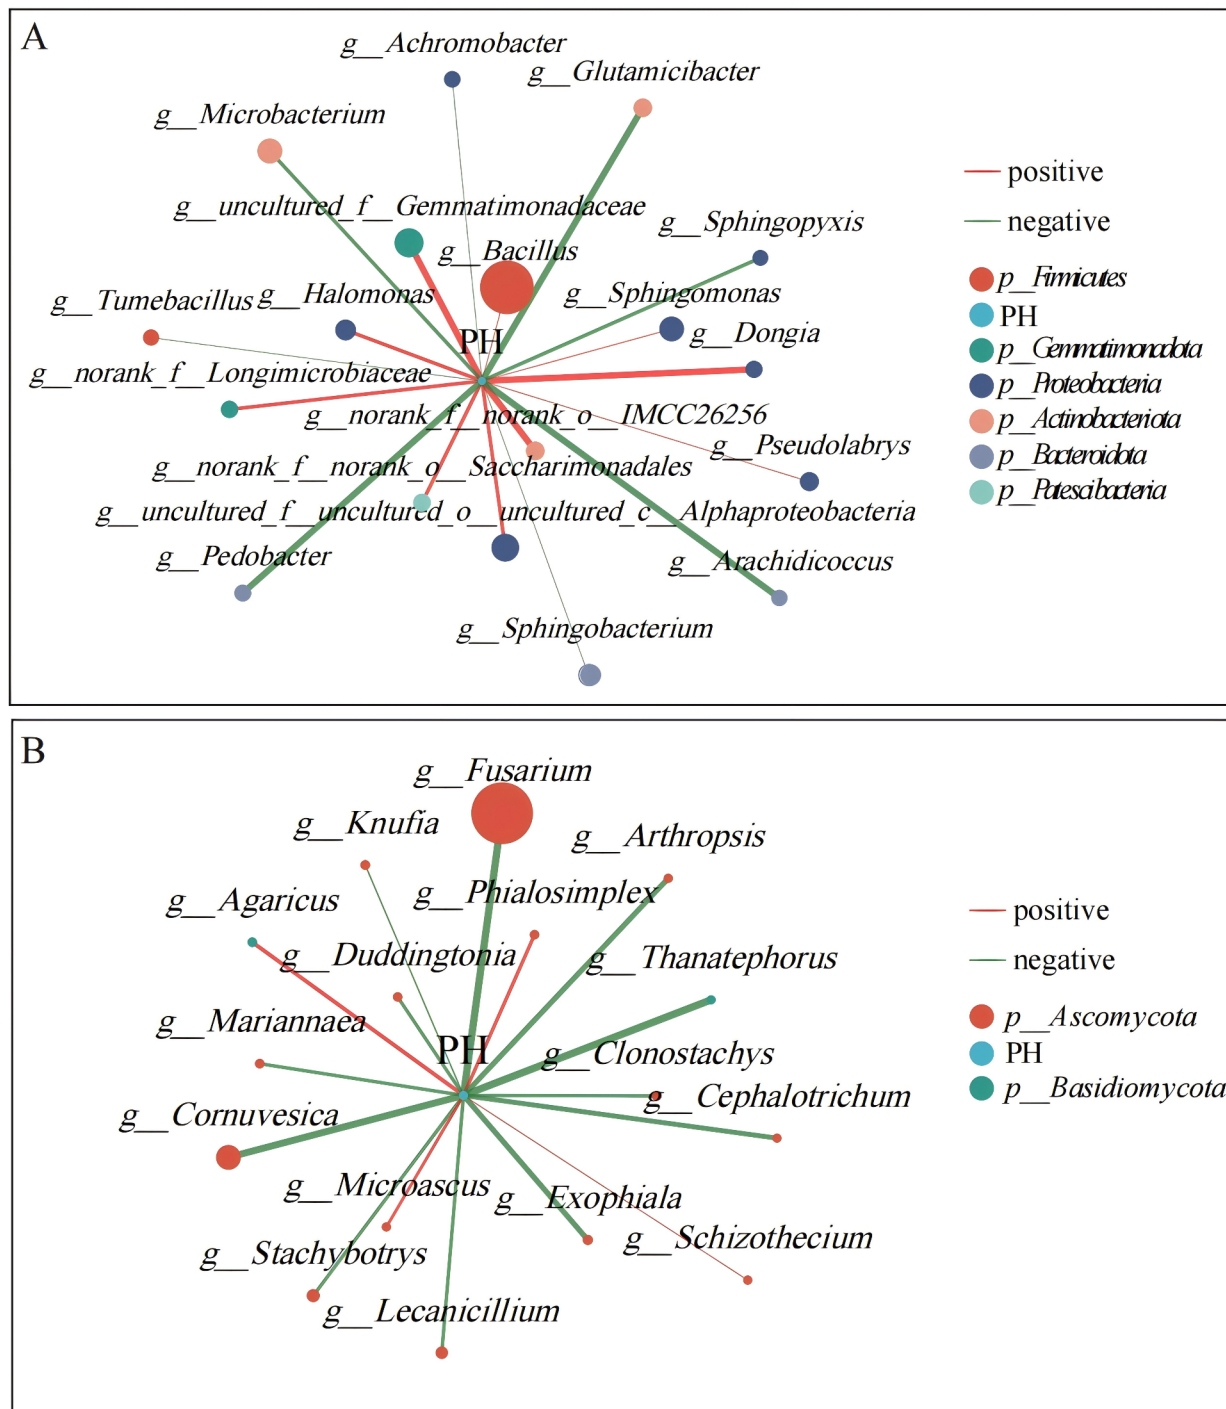 A
g__Achromobacter
g__Glutamicibacter
g__Microbacterium
positive
g__uncultured_f__Gemmatimonadaceae
g__Sphingopyxis
negative
g__Bacillus
p__Firmicutes
g__Tumebacillus
g__Halomonas
g__Sphingomonas
PH
PH
g__Dongia
p__Gemmatimonadota
g__norank_f__Longimicrobiaceae
p__Proteobacteria
g__norank_f__norank_o__IMCC26256
p__Actinobacteriota
g__Pseudolabrys
p__Bacteroidota
g__norank_f__norank_o__Saccharimonadales
p__Patescibacteria
g__uncultured_f__uncultured_o__uncultured_c__Alphaproteobacteria
g__Pedobacter
g__Arachidicoccus
g__Sphingobacterium
B
g__Fusarium
g__Knufia
g__Arthropsis
g__Agaricus
g__Phialosimplex
positive
g__Duddingtonia
g__Thanatephorus
negative
g__Mariannaea
p__Ascomycota
PH
g__Clonostachys
PH
g__Cephalotrichum
p__Basidiomycota
g__Cornuvesica
g__Microascus
g__Exophiala
g__Stachybotrys
g__Schizothecium
g__Lecanicillium